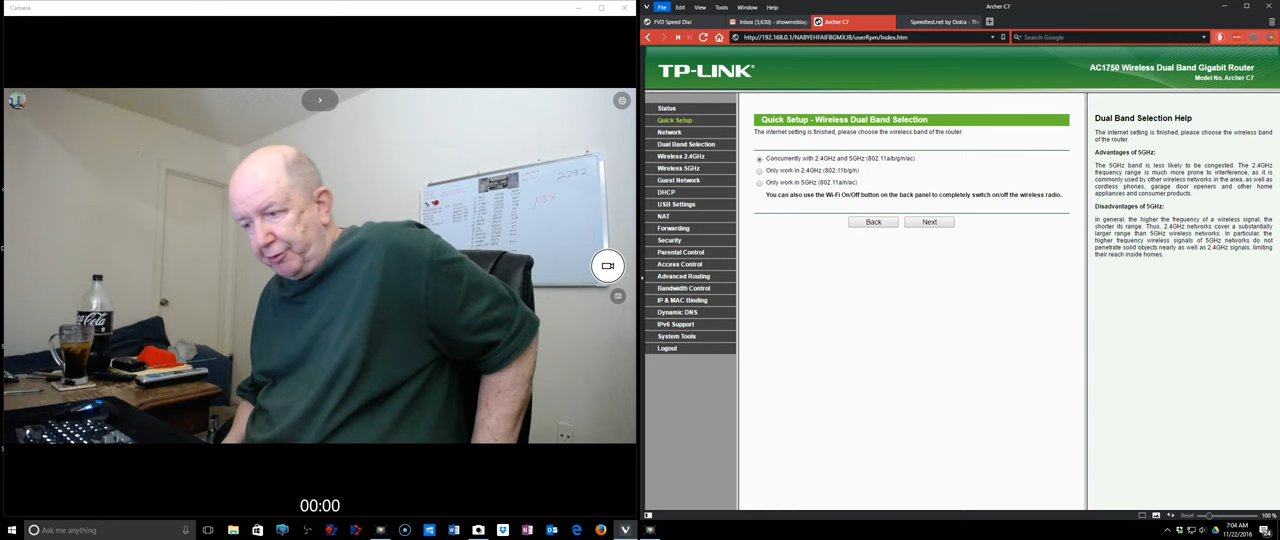 Camera
00:00
Coca-Cola
2292
File Edit View Tools Window Help
Archer C7
FVD Speed Dial
Inbox (3,630) - showmeblog
Archer C7
Speedtest.net by Ookla - Th
http://192.168.0.1/NABYEHFAIFBGMXJB/userRpm/Index.htm
Search Google
TP-LINK
AC1750 Wireless Dual Band Gigabit Router
Model No. Archer C7
Status
Quick Setup
Network
Dual Band Selection
Wireless 2.4GHz
Wireless 5GHz
Guest Network
DHCP
USB Settings
NAT
Forwarding
Security
Parental Control
Access Control
Advanced Routing
Bandwidth Control
IP & MAC Binding
Dynamic DNS
IPv6 Support
System Tools
Logout
Quick Setup - Wireless Dual Band Selection
The internet setting is finished, please choose the wireless band of the router:
Concurrently with 2.4GHz and 5GHz (802.11a/b/g/n/ac)
Only work in 2.4GHz (802.11b/g/n)
Only work in 5GHz (802.11a/n/ac)
You can also use the Wi-Fi On/Off button on the back panel to completely switch on/off the wireless radio.
Back Next
Dual Band Selection Help
The internet setting is finished, please choose the wireless band
of the router.
Advantages of 5GHz:
The 5GHz band is less likely to be congested. The 2.4GHz
frequency range is much more prone to interference, as it is
commonly used by other wireless networks in the area, as well as
cordless phones, garage door openers and other home
appliances and consumer products.
Disadvantages of 5GHz:
In general, the higher the frequency of a wireless signal, the
shorter its range. Thus, 2.4GHz networks cover a substantially
larger range than 5GHz wireless networks. In particular, the
higher frequency wireless signals of 5GHz networks do not
penetrate solid objects nearly as well as 2.4GHz signals, limiting
their reach inside homes.
Reset 100 %
Ask me anything
7:04 AM
11/22/2016
24